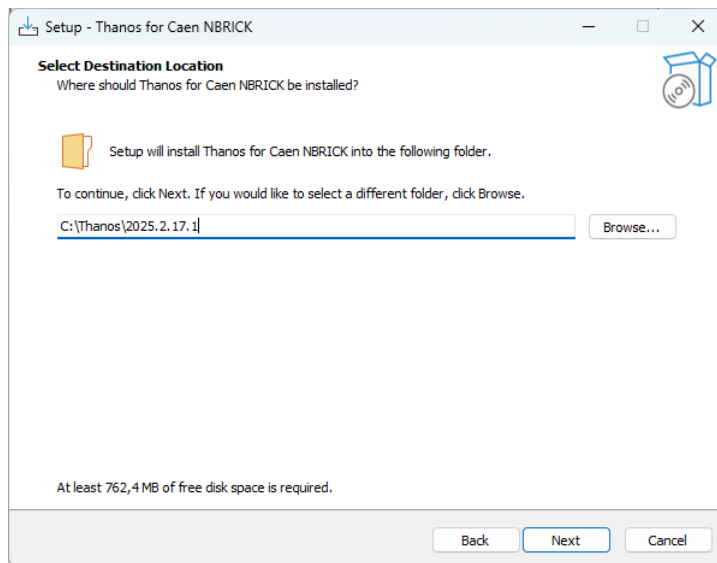 Setup - Thanos for Caen NBRICK
Select Destination Location
Where should Thanos for Caen NBRICK be installed?
Setup will install Thanos for Caen NBRICK into the following folder.
To continue, click Next. If you would like to select a different folder, click Browse.
C:\Thanos\2025.2.17.1
Browse...
At least 762,4 MB of free disk space is required.
Back
Next
Cancel